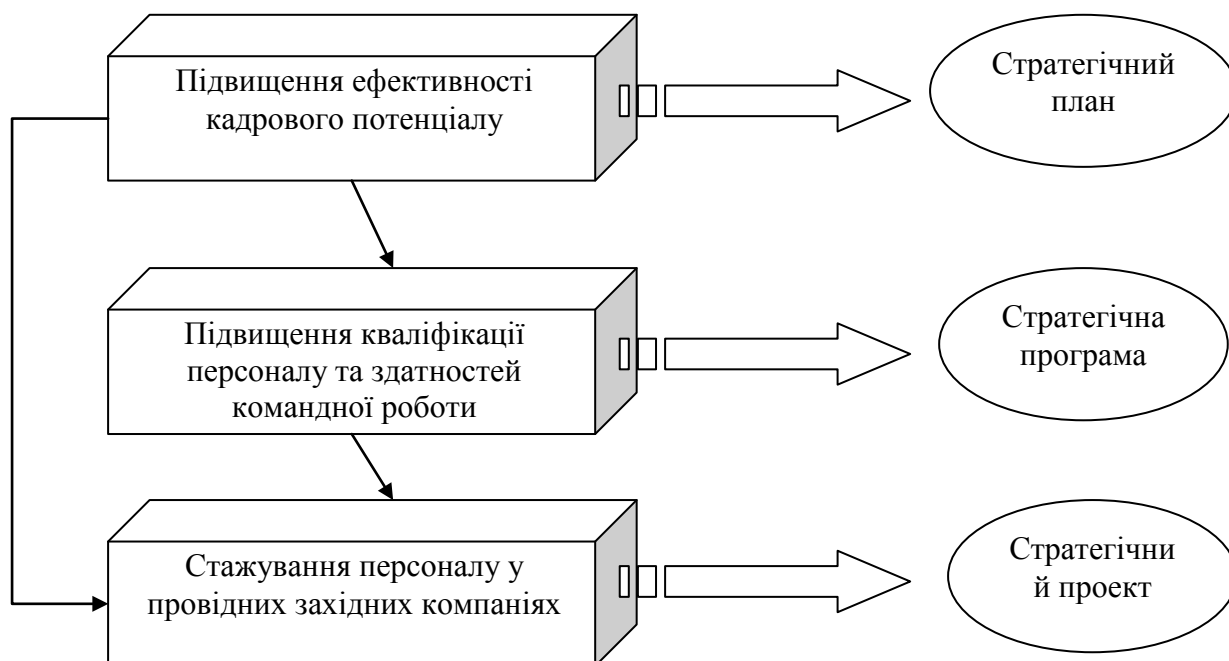 Підвищення ефективності
кадрового потенціалу
Стратегічний
план
Підвищення кваліфікації
персоналу та здатностей
командної роботи
Стратегічна
програма
Стажування персоналу у
провідних західних компаніях
Стратегічни
й проект